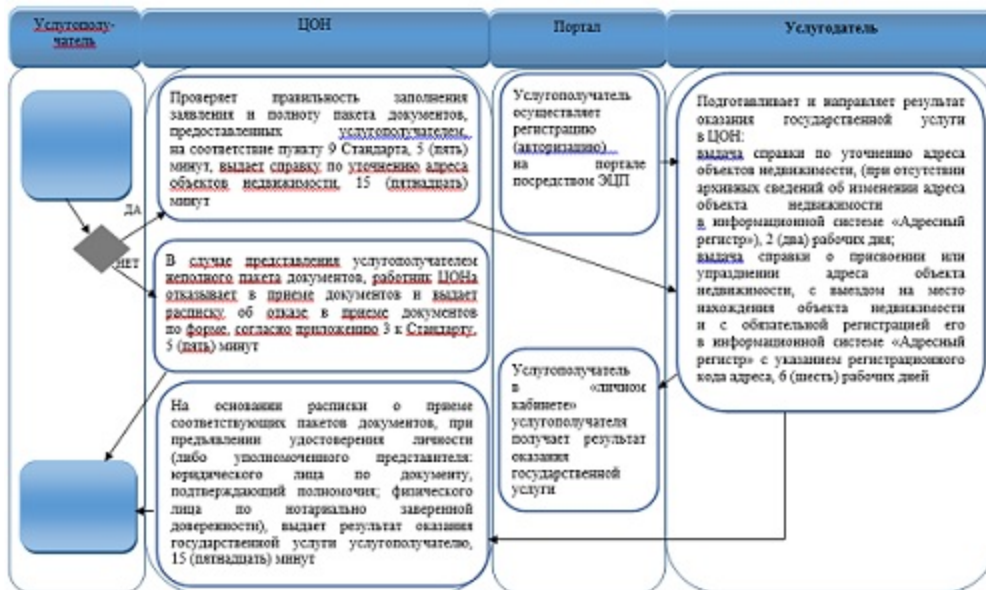 Услугополу-
чатель
ЦОН
Портал
Услугодатель
Проверяет правильность заполнения
заявления и полноту пакета документов,
предоставленных услугополучателем,
на соответствие пункту 9 Стандарта, 5 (пять)
минут, выдает справку по уточнению адреса
объектов недвижимости, 15 (пятнадцать)
минут
ДА
НЕТ
В случае представления услугополучателем
неполного пакета документов, работник ЦОНа
отказывает в приеме документов и выдает
расписку об отказе в приеме документов
по форме, согласно приложению 3 к Стандарту,
5 (пять) минут
На основании расписки о приеме
соответствующих пакетов документов, при
предъявлении удостоверения личности
(либо уполномоченного представителя:
юридического лица по документу,
подтверждающий полномочия; физического
лица по нотариально заверенной
доверенности), выдает результат оказания
государственной услуги услугополучателю,
15 (пятнадцать) минут
Услугополучатель
осуществляет
регистрацию
(авторизацию)
на портале
посредством ЭЦП
Услугополучатель
в «личном
кабинете»
услугополучателя
получает результат
оказания
государственной
услуги
Подготавливает и направляет результат
оказания государственной услуги
в ЦОН:
выдача справки по уточнению адреса
объектов недвижимости, (при отсутствии
архивных сведений об изменении адреса
объекта недвижимости
в информационной системе «Адресный
регистр»), 2 (два) рабочих дня;
выдача справки о присвоении или
упразднении адреса объекта
недвижимости, с выездом на место
нахождения объекта недвижимости
и с обязательной регистрацией его
в информационной системе «Адресный
регистр» с указанием регистрационного
кода адреса, 6 (шесть) рабочих дней